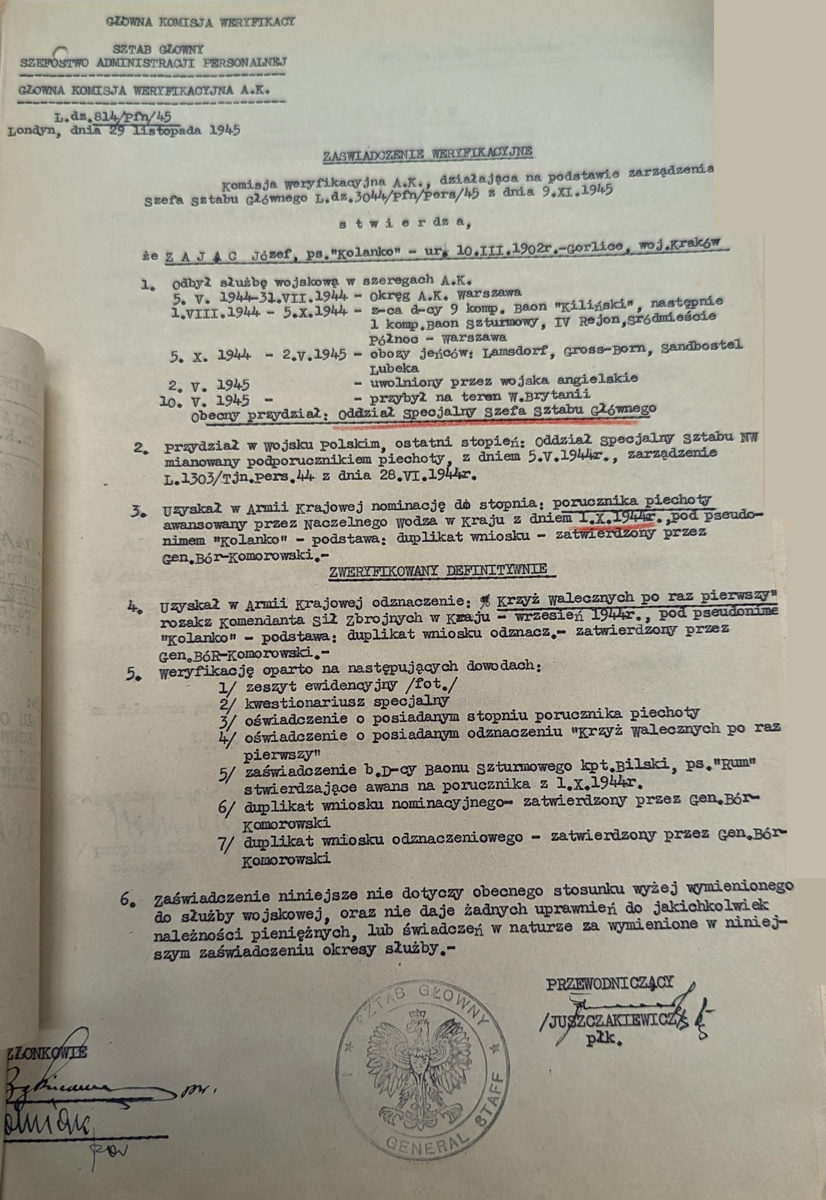 GŁÓWNA KOMISJA WERYFIKACY
SZTAB GŁÓWNY
SZEFOSTWO ADMINISTRACJI PERSONALNEJ
GŁÓWNA KOMISJA WERYFIKACYJNA A.K.
L.dz.814/Pfn/45
Londyn, dnia 29 listopada 1945
ZAŚWIADCZENIE WERYFIKACYJNE
Komisja Weryfikacyjna A.K., działająca na podstawie zarządzenia
Szefa Sztabu Głównego L.dz.3044/Pfn/Pers/45 z dnia 9.XI.1945
s t w i e r d z a,
że Z A J Ą C Józef, ps."Kolanko" – ur. 10.III.1902r.-Gorlice, woj.Kraków
1. Odbył służbę wojskową w szeregach A.K.
5. V. 1944-31.VII.1944 – Okręg A.K. Warszawa
1.VIII.1944 – 5.X.1944 – z-ca d-cy 9 komp. Baon "Kiliński", następnie
1 komp.Baon Szturmowy, IV Rejon,Śródmieście
Północ – Warszawa
5. X. 1944 – 2.V.1945 – obozy jeńców: Lamsdorf, Gross-Born, Sandbostel
Lubeka
2. V. 1945 – uwolniony przez wojska angielskie
10. V. 1945 – – przybył na teren W.Brytanii
Obecny przydział: Oddział Specjalny Szefa Sztabu Głównego
2. Przydział w Wojsku Polskim, ostatni stopień: Oddział Specjalny Sztabu NW
mianowany podporucznikiem piechoty, z dniem 5.V.1944r., zarządzenie
L.1303/Tjn.Pers.44 z dnia 28.VI.1944r.
3. Uzyskał w Armii Krajowej nominację do stopnia: porucznika piechoty
awansowany przez Naczelnego Wodza w Kraju z dniem 1.X.1944r.,pod pseudo-
nimem "Kolanko" – podstawa: duplikat wniosku – zatwierdzony przez
Gen.Bór-Komorowski.-
ZWERYFIKOWANY DEFINITYWNIE
4. Uzyskał w Armii Krajowej odznaczenie: "Krzyż Walecznych po raz pierwszy"
rozakz Komendanta Sił Zbrojnych w Kraju – wrzesień 1944r., pod pseudonime
"Kolanko" – podstawa: duplikat wniosku odznacz.– zatwierdzony przez
Gen.BóR-Komorowski.-
5. Weryfikację oparto na następujących dowodach:
1/ zeszyt ewidencyjny /fot./
2/ kwestionariusz specjalny
3/ oświadczenie o posiadanym stopniu porucznika piechoty
4/ oświadczenie o posiadanym odznaczeniu "Krzyż Walecznych po raz
pierwszy"
5/ zaświadczenie b.D-cy Baonu Szturmowego kpt.Bilski, ps."Rum"
stwierdzające awans na porucznika z 1.X.1944r.
6/ duplikat wniosku nominacyjnego– zatwierdzony przez Gen.Bór-
Komorowski
7/ duplikat wniosku odznaczeniowego – zatwierdzony przez Gen.Bór-
Komorowski
6. Zaświadczenie niniejsze nie dotyczy obecnego stosunku wyżej wymienionego
do służby wojskowej, oraz nie daje żadnych uprawnień do jakichkolwiek
należności pieniężnych, lub świadczeń w naturze za wymienione w niniej-
szym zaświadczeniu okresy służby.-
PRZEWODNICZĄCY
/JUSZCZAKIEWICZ/
płk.
ZŁONKOWIE
SZTAB GŁÓWNY
GENERAL STAFF